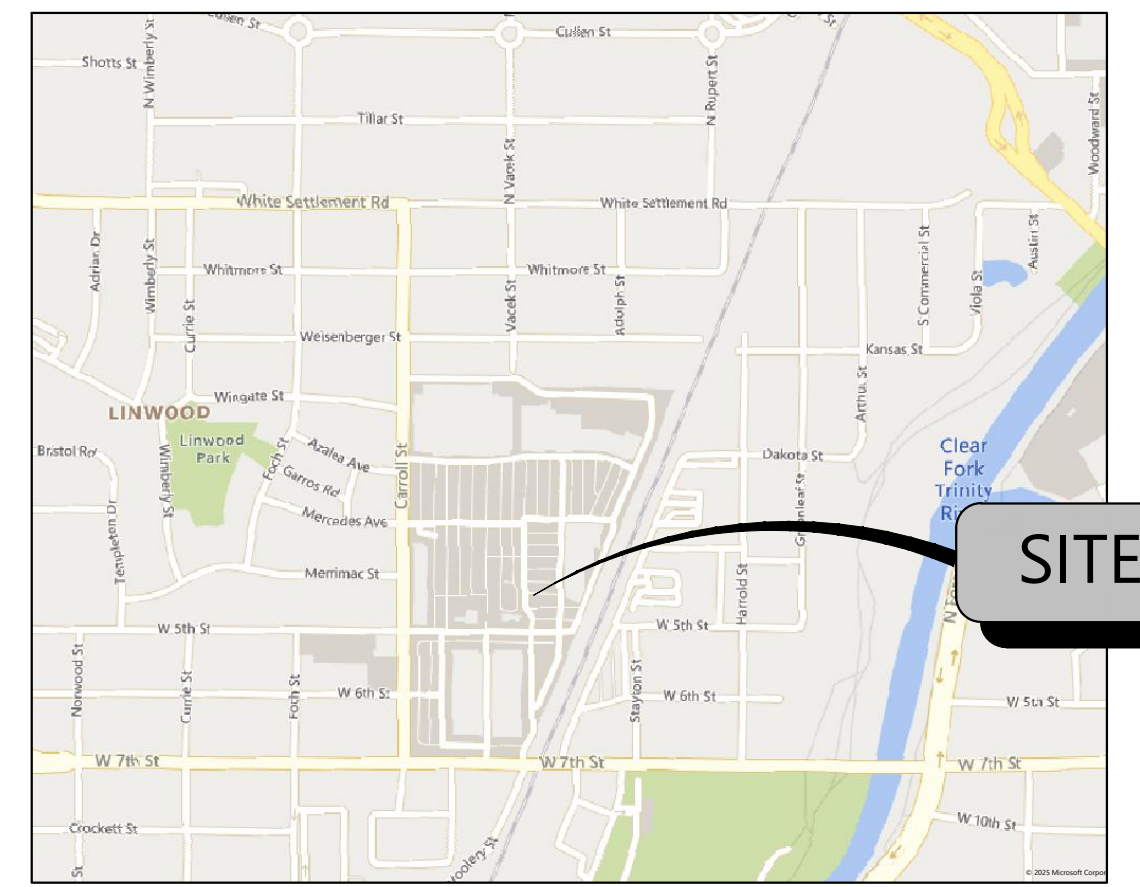 Cullen St
Cullen St
Shotts St
N Wimberly St
N Rupert St
Tillar St
Woodward St
N Vacek St
White Settlement Rd
White Settlement Rd
Adrian Dr
Wimberly St
Whitmore St
Whitmore St
S Commercial St
Austin St
Viola St
Currie St
Vacek St
Adolph St
Weisenberger St
Kansas St
Arthur St
Wingate St
LINWOOD
Linwood
Park
Bristol Rd
Wimberly St
Foch St
Azalea Ave
Garros Rd
Carroll St
Dakota St
Greenleaf St
Clear
Fork
Trinity
Mercedes Ave
Templeton Dr
SITE
Merrimac St
Harrold St
W 5th St
W 5th St
Norwood St
Currie St
Foch St
W 6th St
Stayton St
W 6th St
W 5th St
W 7th St
W 7th St
W 7th St
Crockett St
W 10th St
St
© 2025 Microsoft Corpor